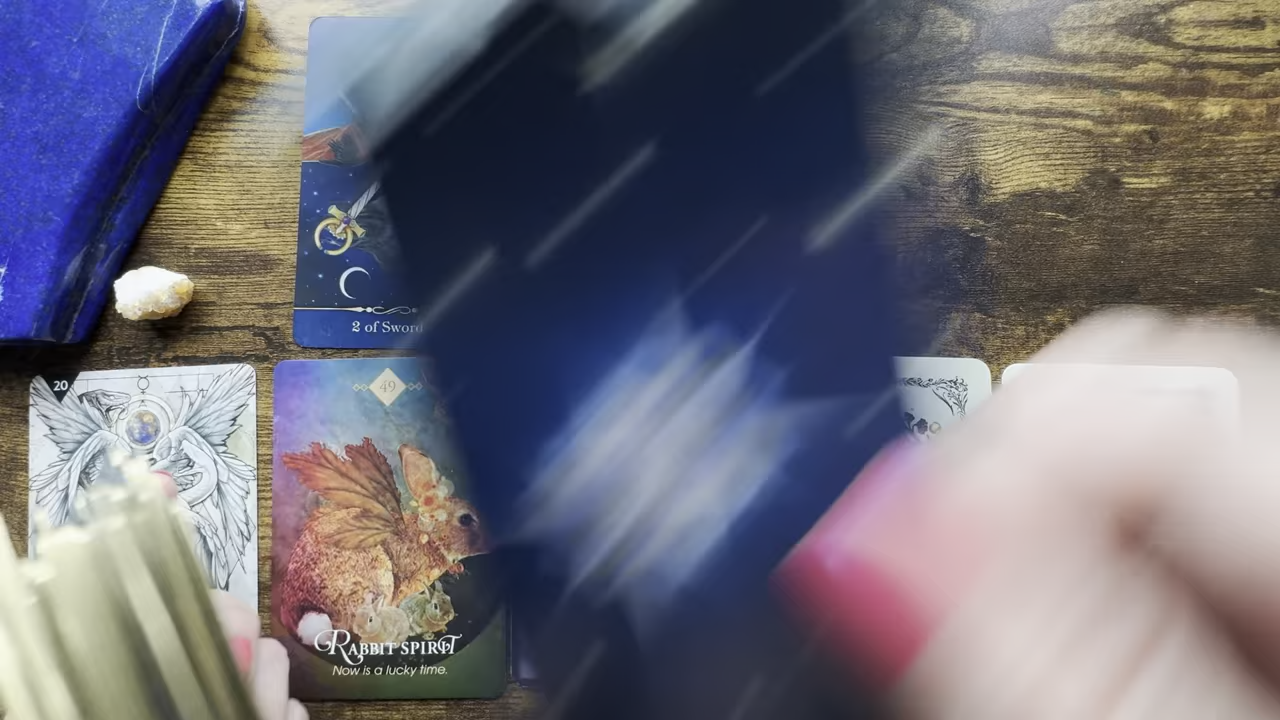 2 of Sword
20
49
RABBIT SPIRIT
Now is a lucky time.